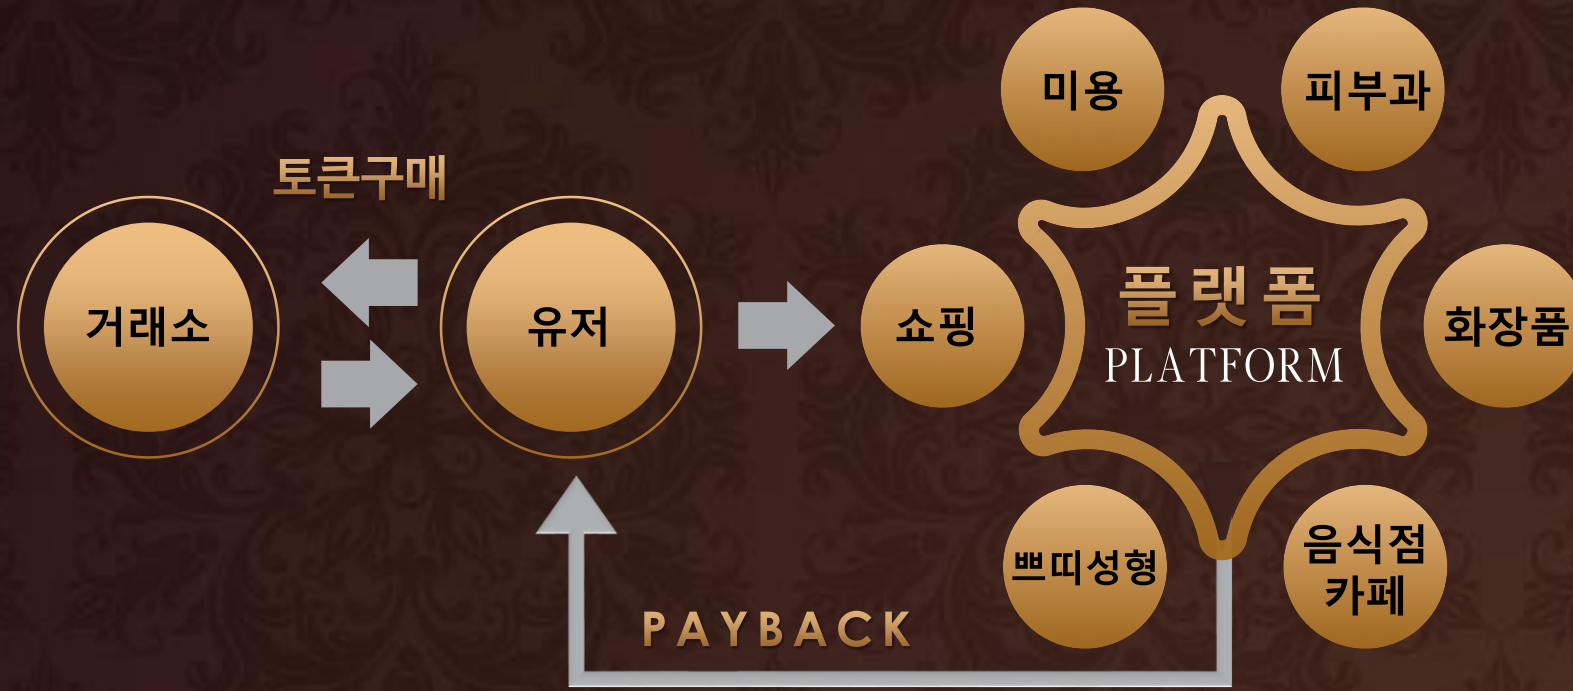 미용
피부과
토큰구매
거래소
유저
쇼핑
플랫폼
PLATFORM
화장품
쁘띠성형
음식점
카페
PAYBACK